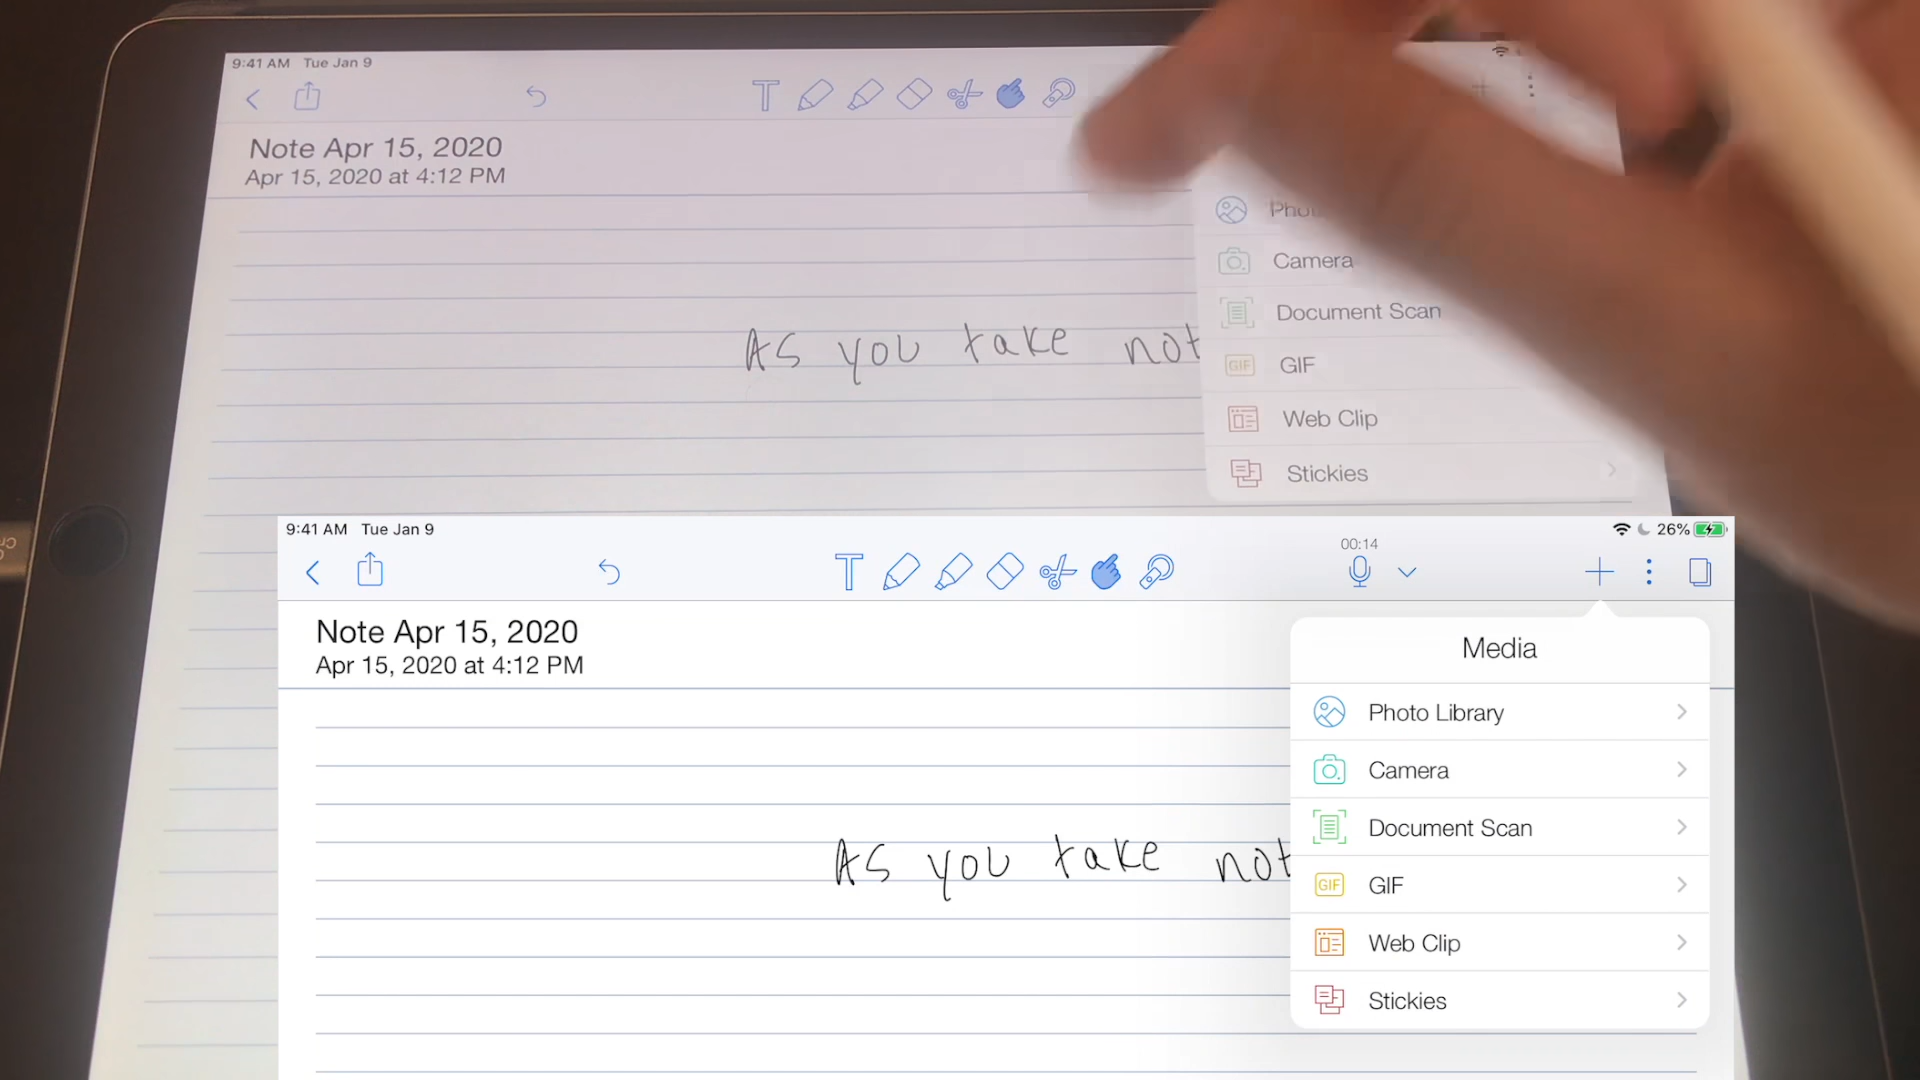 9:41 AM Tue Jan 9
Note Apr 15, 2020
Apr 15, 2020 at 4:12 PM
Camera
Document Scan
GIF
GIF
Web Clip
Stickies
As you take not
9:41 AM Tue Jan 9
26%
00:14
T
Note Apr 15, 2020
Apr 15, 2020 at 4:12 PM
Media
Photo Library
Camera
Document Scan
GIF
GIF
Web Clip
Stickies
As you take not